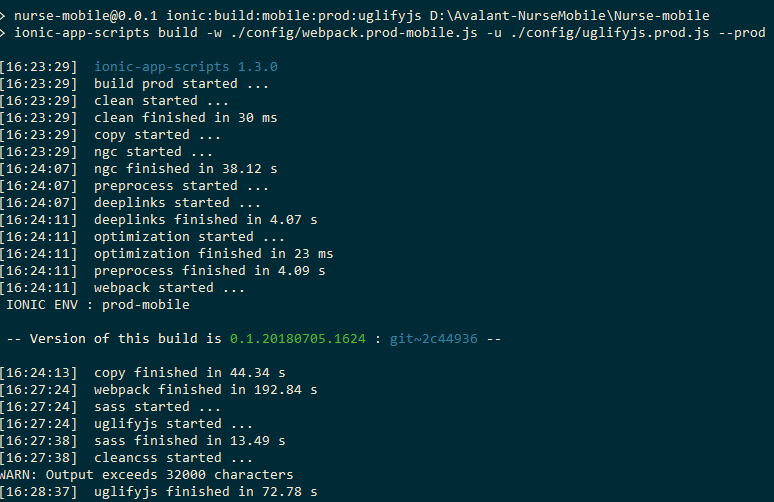 > nurse-mobile@0.0.1 ionic:build:mobile:prod:uglifyjs D:\Avalant-NurseMobile\Nurse-mobile
> ionic-app-scripts build -w ./config/webpack.prod-mobile.js -u ./config/uglifyjs.prod.js --prod
[16:23:29] ionic-app-scripts 1.3.0
[16:23:29] build prod started ...
[16:23:29] clean started ...
[16:23:29] clean finished in 30 ms
[16:23:29] copy started ...
[16:23:29] ngc started ...
[16:24:07] ngc finished in 38.12 s
[16:24:07] preprocess started ...
[16:24:07] deeplinks started ...
[16:24:11] deeplinks finished in 4.07 s
[16:24:11] optimization started ...
[16:24:11] optimization finished in 23 ms
[16:24:11] preprocess finished in 4.09 s
[16:24:11] webpack started ...
IONIC ENV : prod-mobile
-- Version of this build is 0.1.20180705.1624 : git~2c44936 --
[16:24:13] copy finished in 44.34 s
[16:27:24] webpack finished in 192.84 s
[16:27:24] sass started ...
[16:27:24] uglifyjs started ...
[16:27:38] sass finished in 13.49 s
[16:27:38] cleancss started ...
WARN: Output exceeds 32000 characters
[16:28:37] uglifyjs finished in 72.78 s